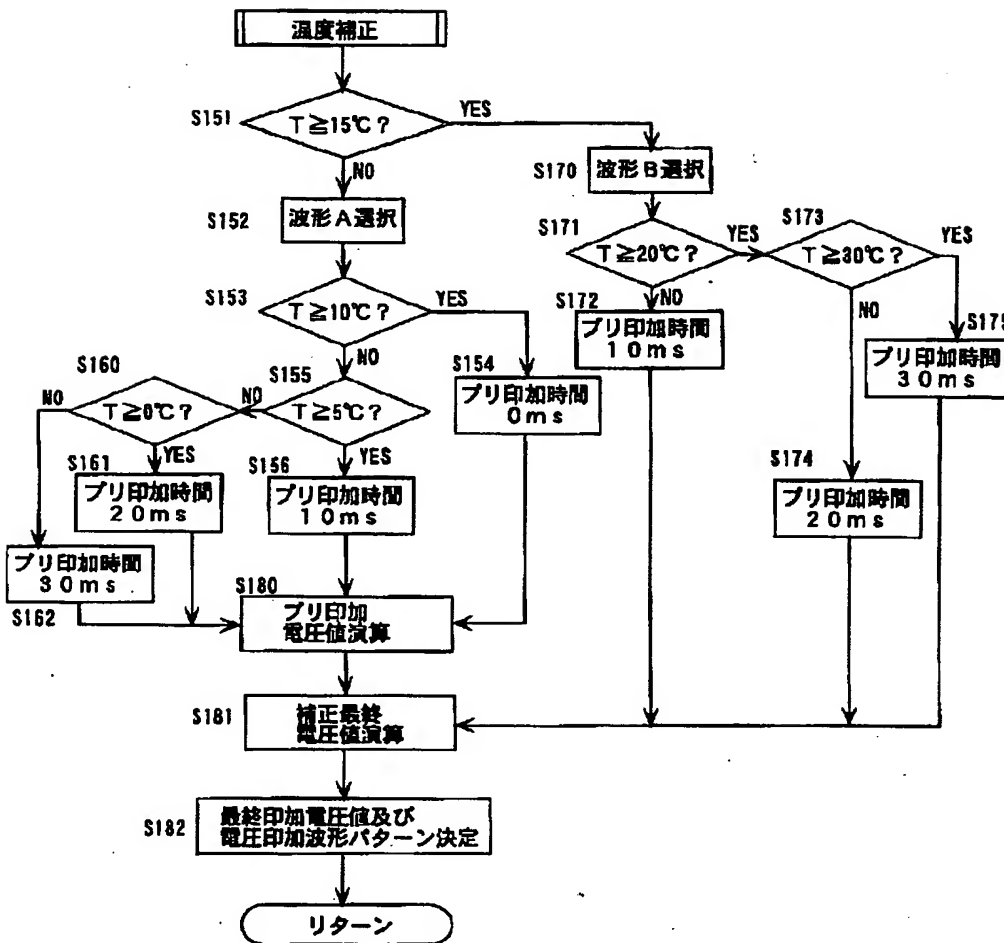 温度補正
S151
T≧15℃?
YES
NO
S170
波形B選択
S152
波形A選択
S171
T≧20℃?
YES
NO
S173
T≧30℃?
YES
NO
S153
T≧10℃?
YES
NO
S172
プリ印加時間
10ms
S175
プリ印加時間
30ms
S154
プリ印加時間
0ms
S155
T≧5℃?
NO
YES
S160
T≧0℃?
NO
YES
S161
プリ印加時間
20ms
S156
プリ印加時間
10ms
S174
プリ印加時間
20ms
プリ印加時間
30ms
S162
S180
プリ印加
電圧値演算
S181
補正最終
電圧値演算
S182
最終印加電圧値及び
電圧印加波形パターン決定
リターン